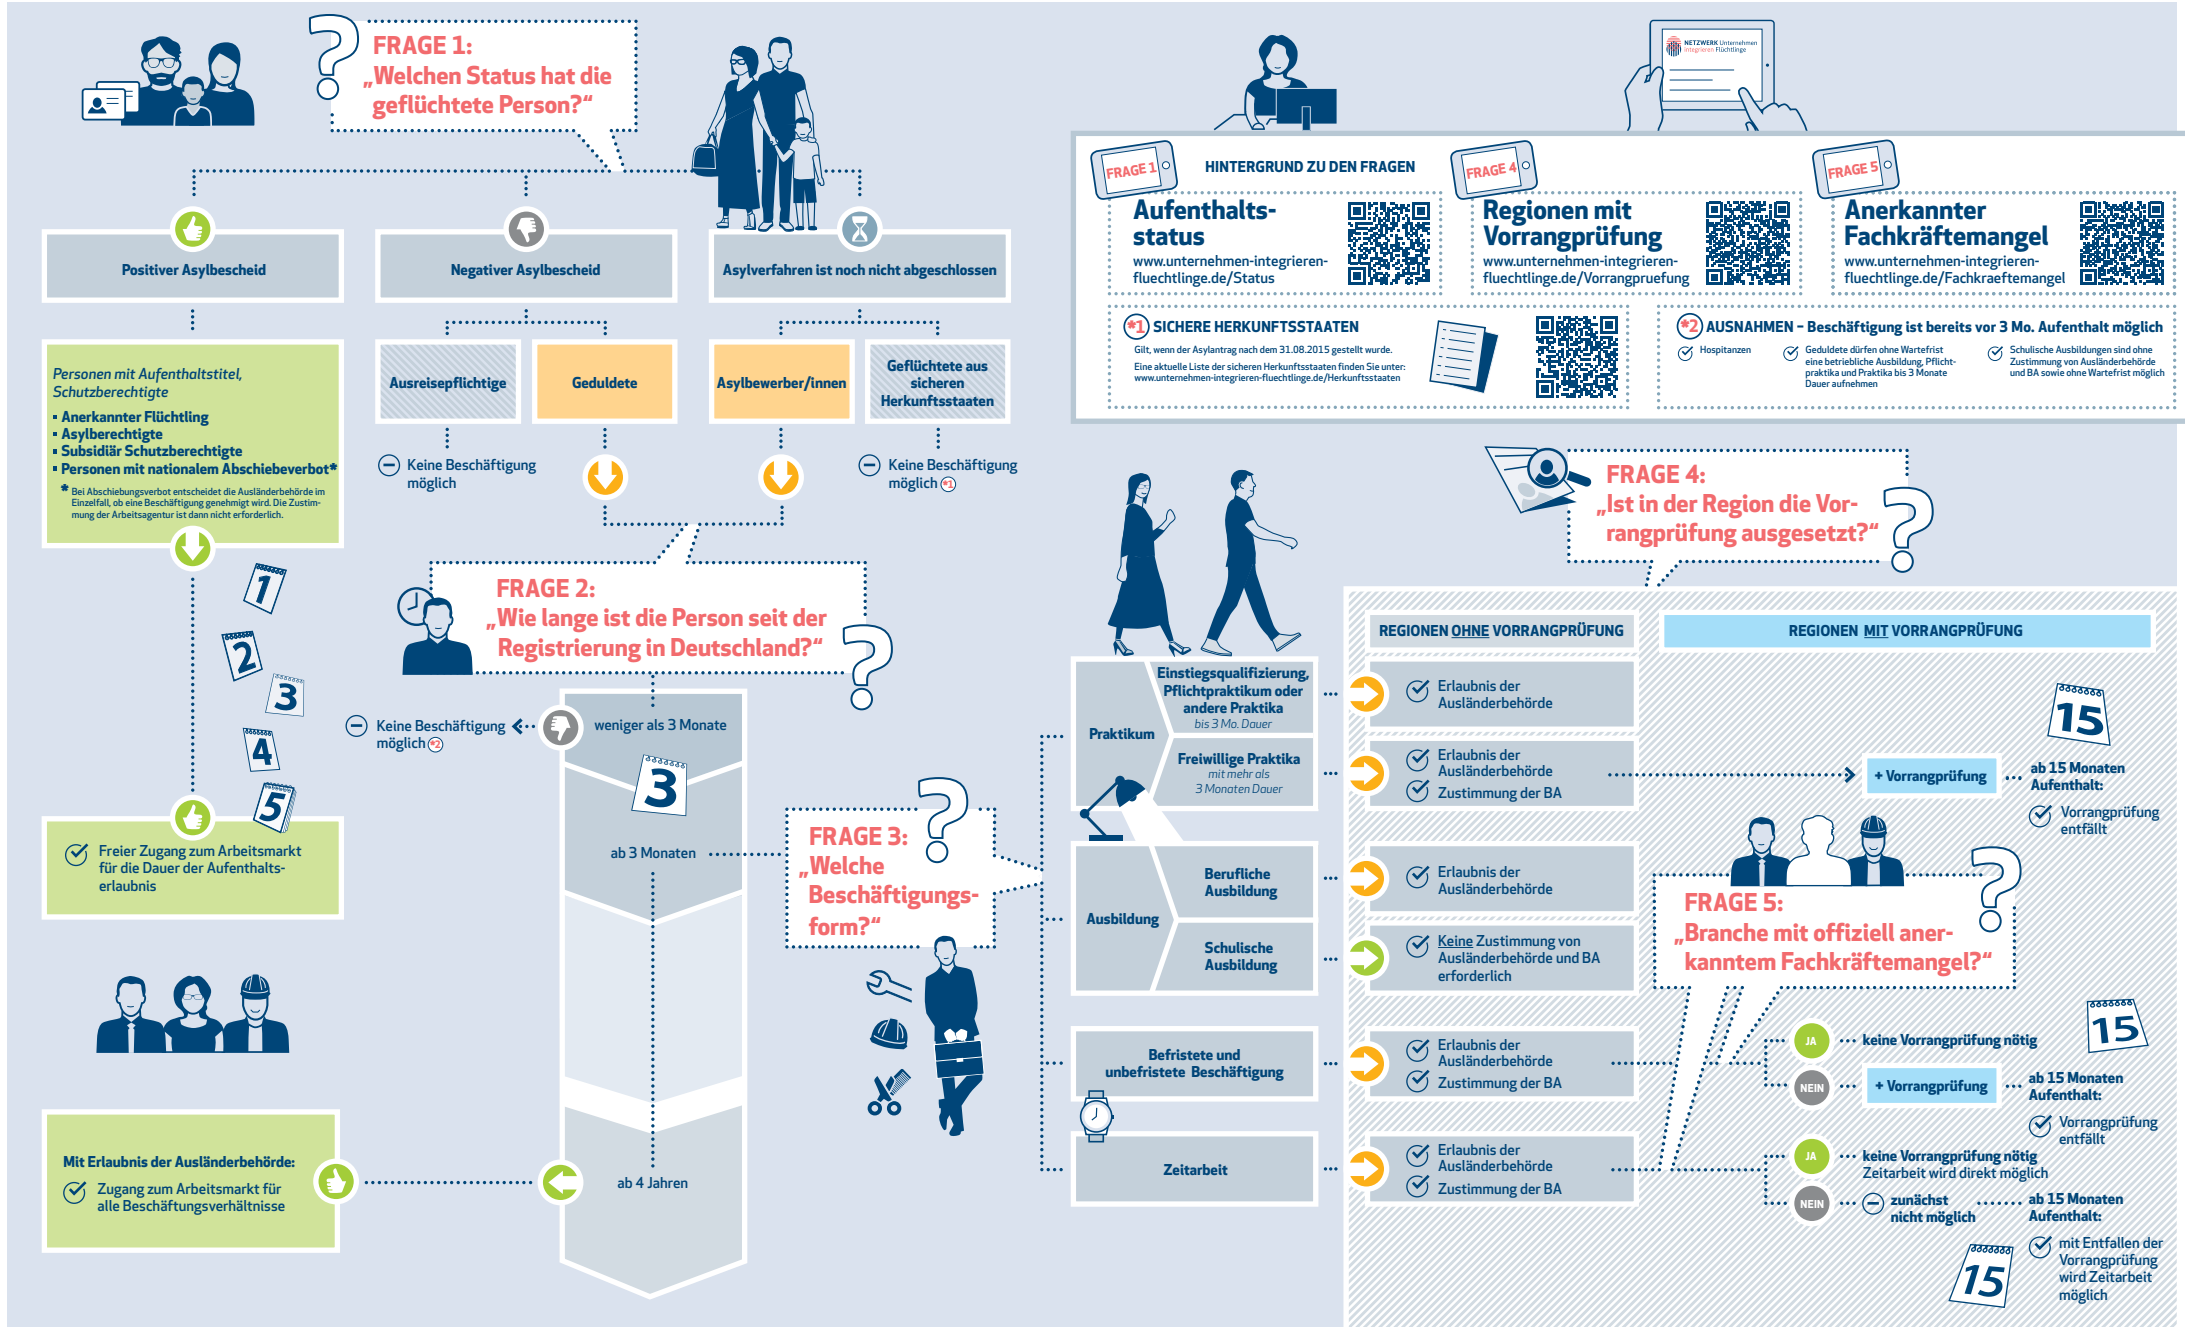 FRAGE 1:
„Welchen Status hat die
geflüchtete Person?“
Positiver Asylbescheid
Negativer Asylbescheid
Asylverfahren ist noch nicht abgeschlossen
Personen mit Aufenthaltstitel,
Schutzberechtigte
▪ Anerkannter Flüchtling
▪ Asylberechtigte
▪ Subsidiär Schutzberechtigte
▪ Personen mit nationalem Abschiebeverbot*
* Bei Abschiebungsverbot entscheidet die Ausländerbehörde im
Einzelfall, ob eine Beschäftigung genehmigt wird. Die Zustim-
mung der Arbeitsagentur ist dann nicht erforderlich.
Ausreisepflichtige
Geduldete
Asylbewerber/innen
Geflüchtete aus
sicheren
Herkunftsstaaten
Keine Beschäftigung
möglich
Keine Beschäftigung
möglich *1
1
2
3
4
5
Freier Zugang zum Arbeitsmarkt
für die Dauer der Aufenthalts-
erlaubnis
FRAGE 2:
„Wie lange ist die Person seit der
Registrierung in Deutschland?“
Keine Beschäftigung
möglich *2
weniger als 3 Monate
3
ab 3 Monaten
ab 4 Jahren
Mit Erlaubnis der Ausländerbehörde:
Zugang zum Arbeitsmarkt für
alle Beschäftungsverhältnisse
FRAGE 3:
„Welche
Beschäftigungs-
form?“
NETZWERK Unternehmen
integrieren Flüchtlinge
HINTERGRUND ZU DEN FRAGEN
FRAGE 1
Aufenthalts-
status
www.unternehmen-integrieren-
fluechtlinge.de/Status
FRAGE 4
Regionen mit
Vorrangprüfung
www.unternehmen-integrieren-
fluechtlinge.de/Vorrangpruefung
FRAGE 5
Anerkannter
Fachkräftemangel
www.unternehmen-integrieren-
fluechtlinge.de/Fachkraeftemangel
*1 SICHERE HERKUNFTSSTAATEN
Gilt, wenn der Asylantrag nach dem 31.08.2015 gestellt wurde.
Eine aktuelle Liste der sicheren Herkunftsstaaten finden Sie unter:
www.unternehmen-integrieren-fluechtlinge.de/Herkunftsstaaten
*2 AUSNAHMEN – Beschäftigung ist bereits vor 3 Mo. Aufenthalt möglich
Hospitanzen
Geduldete dürfen ohne Wartefrist
eine betriebliche Ausbildung, Pflicht-
praktika und Praktika bis 3 Monate
Dauer aufnehmen
Schulische Ausbildungen sind ohne
Zustimmung von Ausländerbehörde
und BA sowie ohne Wartefrist möglich
FRAGE 4:
„Ist in der Region die Vor-
rangprüfung ausgesetzt?“
REGIONEN OHNE VORRANGPRÜFUNG
REGIONEN MIT VORRANGPRÜFUNG
Praktikum
Einstiegsqualifizierung,
Pflichtpraktikum oder
andere Praktika
bis 3 Mo. Dauer
Erlaubnis der
Ausländerbehörde
Freiwillige Praktika
mit mehr als
3 Monaten Dauer
Erlaubnis der
Ausländerbehörde
Zustimmung der BA
+ Vorrangprüfung
15
ab 15 Monaten
Aufenthalt:
Vorrangprüfung
entfällt
Ausbildung
Berufliche
Ausbildung
Erlaubnis der
Ausländerbehörde
Schulische
Ausbildung
Keine Zustimmung von
Ausländerbehörde und BA
erforderlich
FRAGE 5:
„Branche mit offiziell aner-
kanntem Fachkräftemangel?“
Befristete und
unbefristete Beschäftigung
Erlaubnis der
Ausländerbehörde
Zustimmung der BA
JA
keine Vorrangprüfung nötig
15
NEIN
+ Vorrangprüfung
ab 15 Monaten
Aufenthalt:
Vorrangprüfung
entfällt
Zeitarbeit
Erlaubnis der
Ausländerbehörde
Zustimmung der BA
JA
keine Vorrangprüfung nötig
Zeitarbeit wird direkt möglich
NEIN
zunächst
nicht möglich
ab 15 Monaten
Aufenthalt:
mit Entfallen der
Vorrangprüfung
wird Zeitarbeit
möglich
15